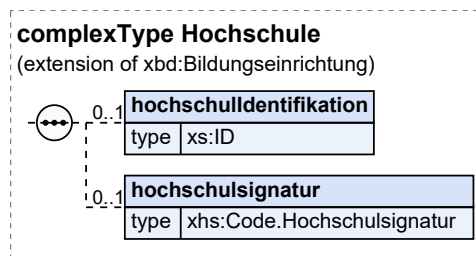 complexType Hochschule
(extension of xbd:Bildungseinrichtung)
0..1
hochschulIdentifikation
type xs:ID
0..1
hochschulsignatur
type xhs:Code.Hochschulsignatur